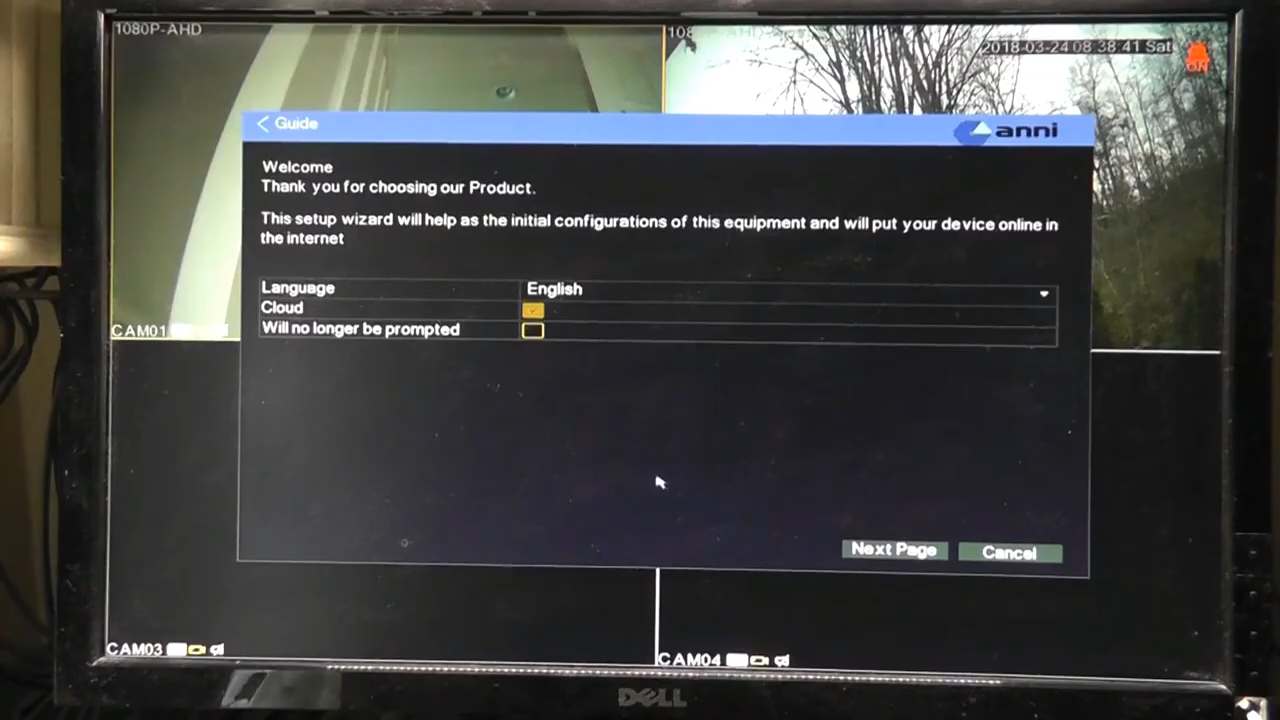 1080P-AHD
2018-03-24 08:38:41 Sat
ON
< Guide
anni
Welcome
Thank you for choosing our Product.
This setup wizard will help as the initial configurations of this equipment and will put your device online in
the internet
Language English
Cloud
Will no longer be prompted
CAM01
Next Page Cancel
CAM03
CAM04
DELL